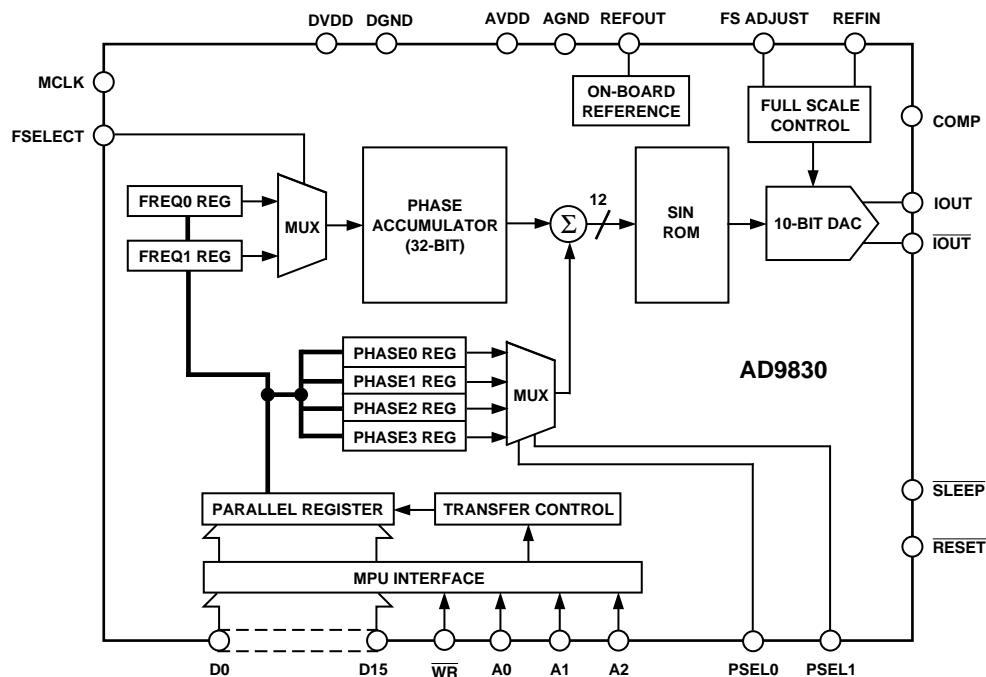 DVDD DGND AVDD AGND REFOUT FS ADJUST REFIN
MCLK
ON-BOARD
REFERENCE
FULL SCALE
CONTROL
COMP
FSELECT
FREQ0 REG
FREQ1 REG
MUX
PHASE
ACCUMULATOR
(32-BIT)
Σ
12
SIN
ROM
10-BIT DAC
IOUT
IOUT
PHASE0 REG
PHASE1 REG
PHASE2 REG
PHASE3 REG
MUX
AD9830
PARALLEL REGISTER
TRANSFER CONTROL
SLEEP
RESET
MPU INTERFACE
D0 D15 WR A0 A1 A2 PSEL0 PSEL1